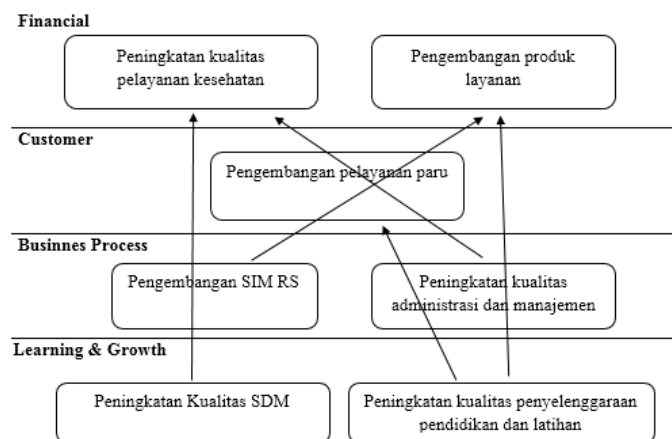 Financial
Peningkatan kualitas
pelayanan kesehatan
Pengembangan produk
layanan
Customer
Pengembangan pelayanan paru
Businnes Process
Pengembangan SIM RS
Peningkatan kualitas
administrasi dan manajemen
Learning & Growth
Peningkatan Kualitas SDM
Peningkatan kualitas penyelenggaraan
pendidikan dan latihan